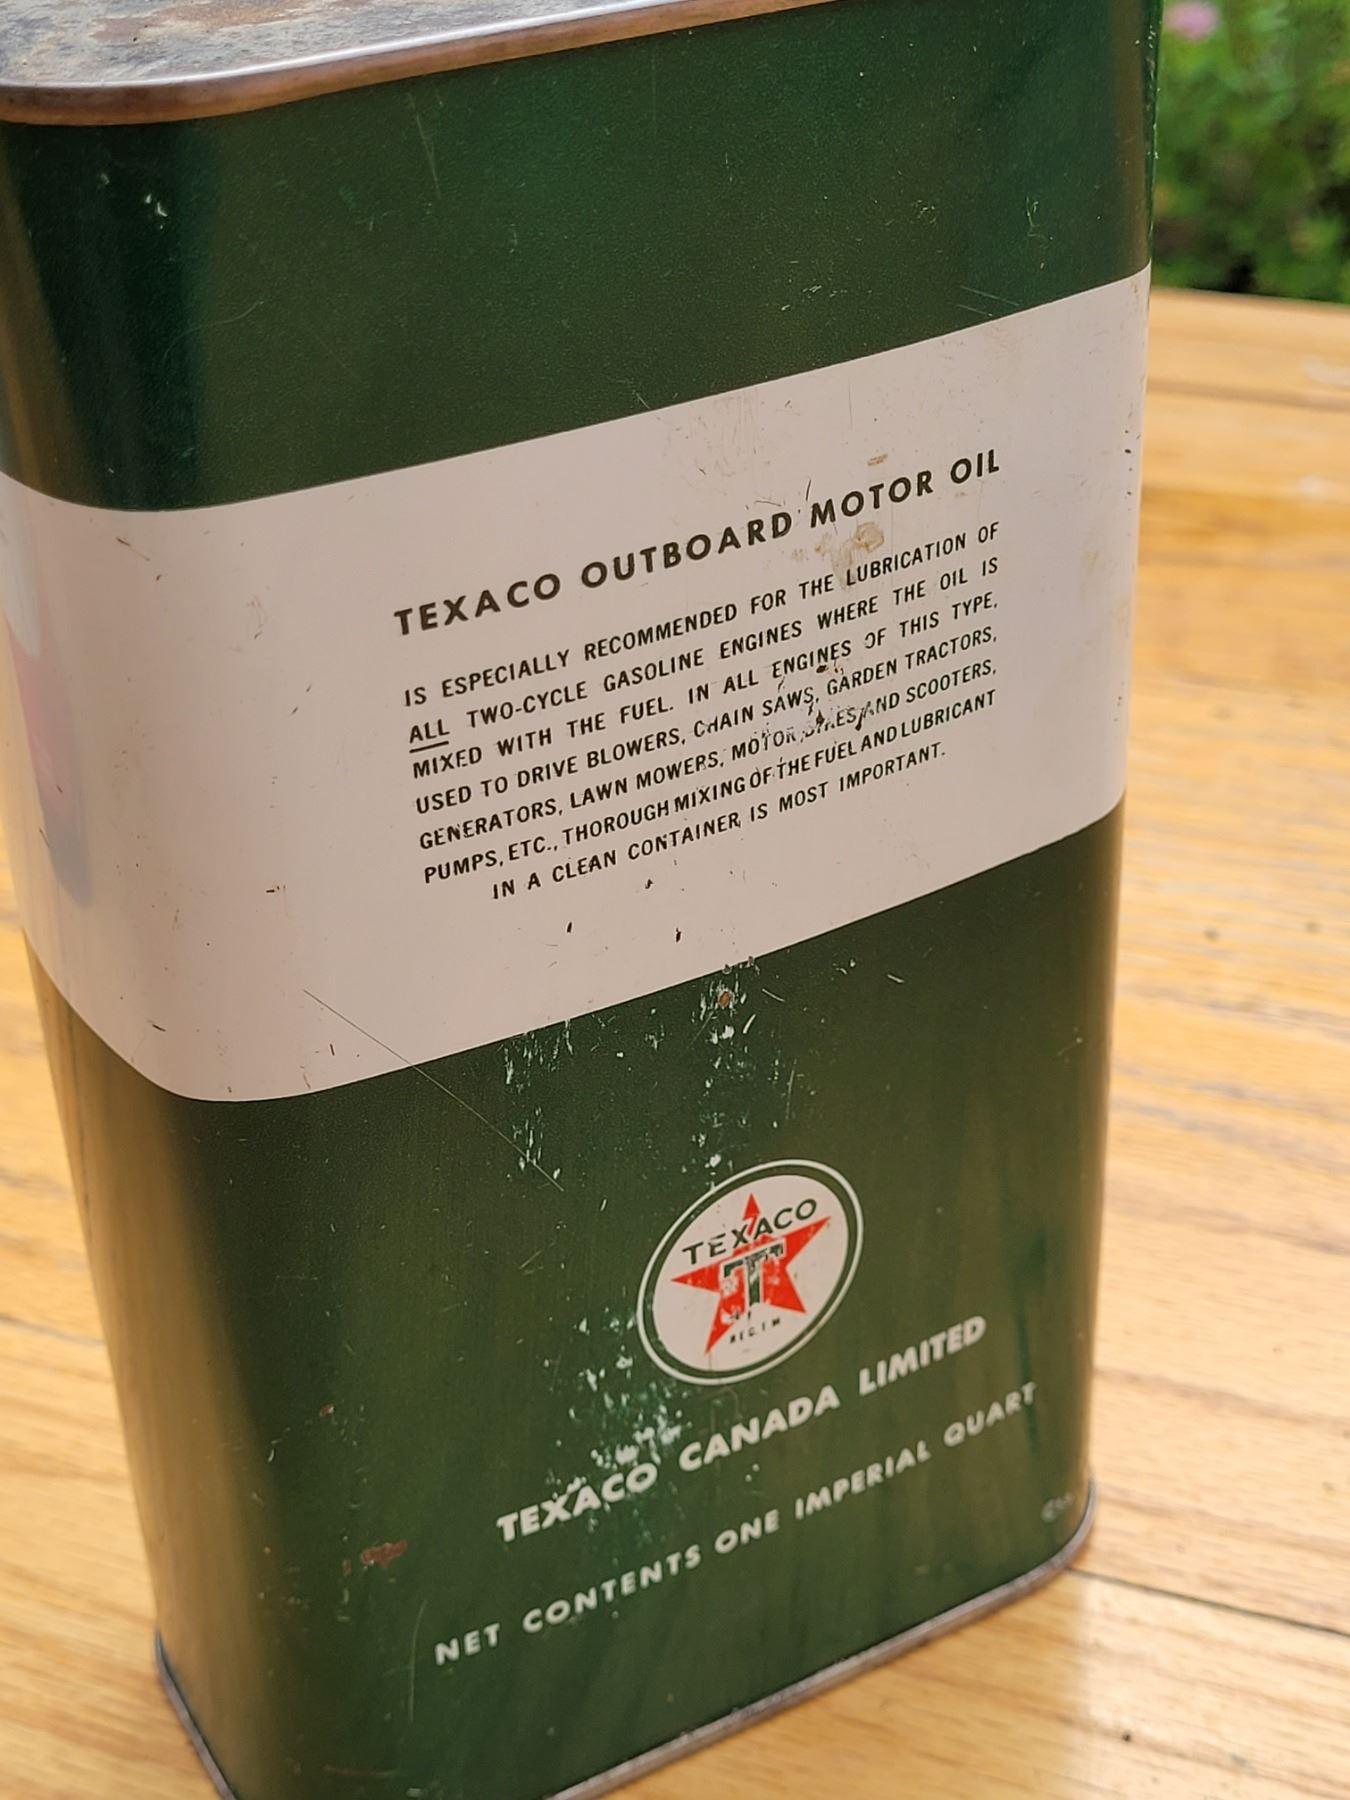 TEXACO OUTBOARD MOTOR OIL
IS ESPECIALLY RECOMMENDED FOR THE LUBRICATION OF
ALL TWO-CYCLE GASOLINE ENGINES WHERE THE OIL IS
MIXED WITH THE FUEL. IN ALL ENGINES OF THIS TYPE,
USED TO DRIVE BLOWERS, CHAIN SAWS, GARDEN TRACTORS,
GENERATORS, LAWN MOWERS, MOTOR BIKES AND SCOOTERS,
PUMPS, ETC., THOROUGH MIXING OF THE FUEL AND LUBRICANT
IN A CLEAN CONTAINER, IS MOST IMPORTANT.
TEXACO
T
REG. T.M.
TEXACO CANADA LIMITED
NET CONTENTS ONE IMPERIAL QUART